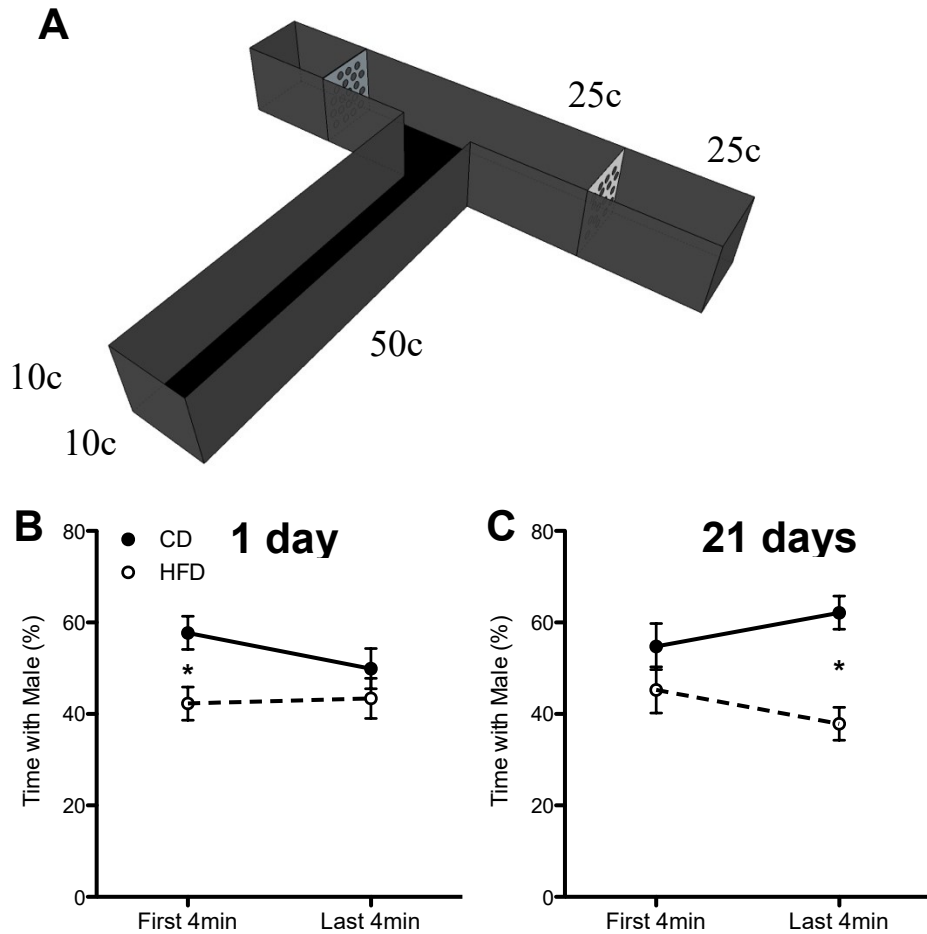 A
25c
25c
50c
10c
10c
B
1 day
CD
HFD
80
60
40
20
0
Time with Male (%)
*
First 4min
Last 4min
C
21 days
80
60
40
20
0
Time with Male (%)
*
First 4min
Last 4min